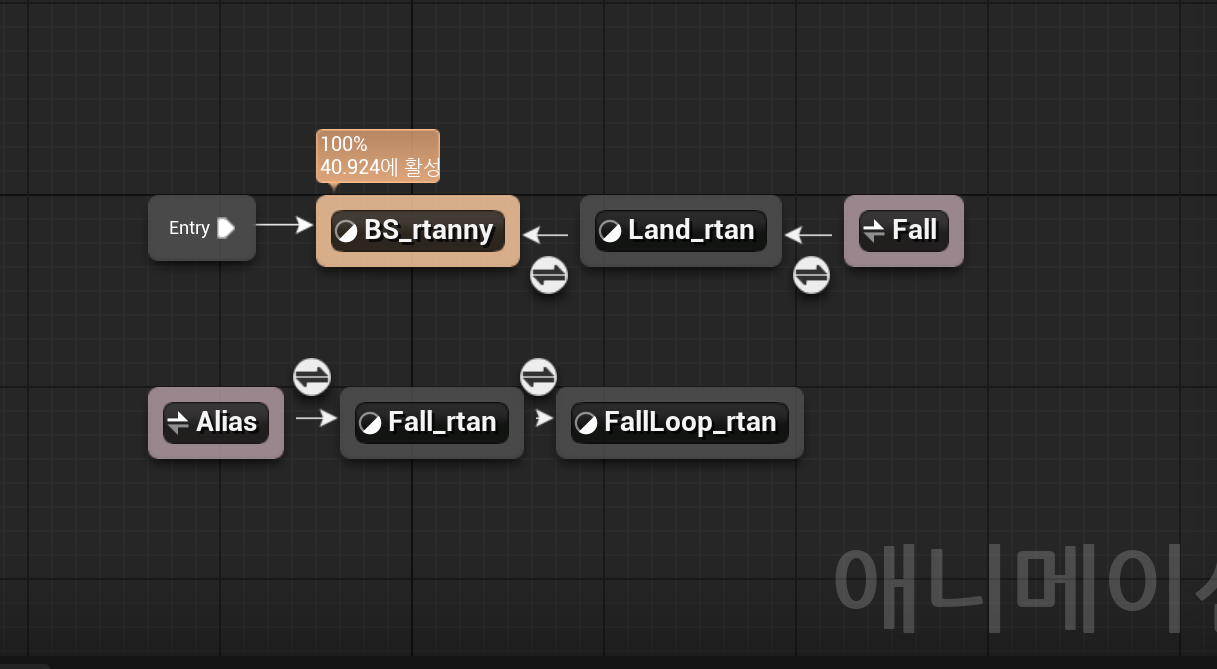 100%
40.924에 활성
Entry
BS_rtanny
Land_rtan
Fall
Alias
Fall_rtan
FallLoop_rtan
애니메이